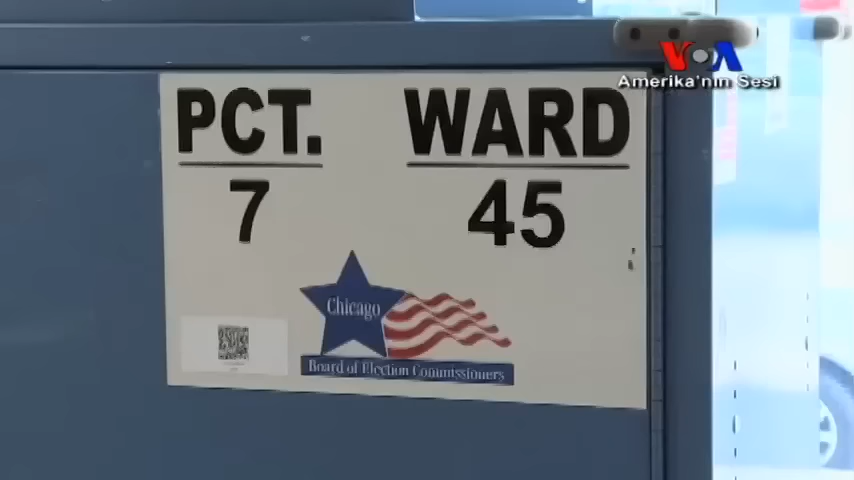 VOA
Amerika'nın Sesi
PCT. WARD
7 45
Chicago
Board of Election Commissioners